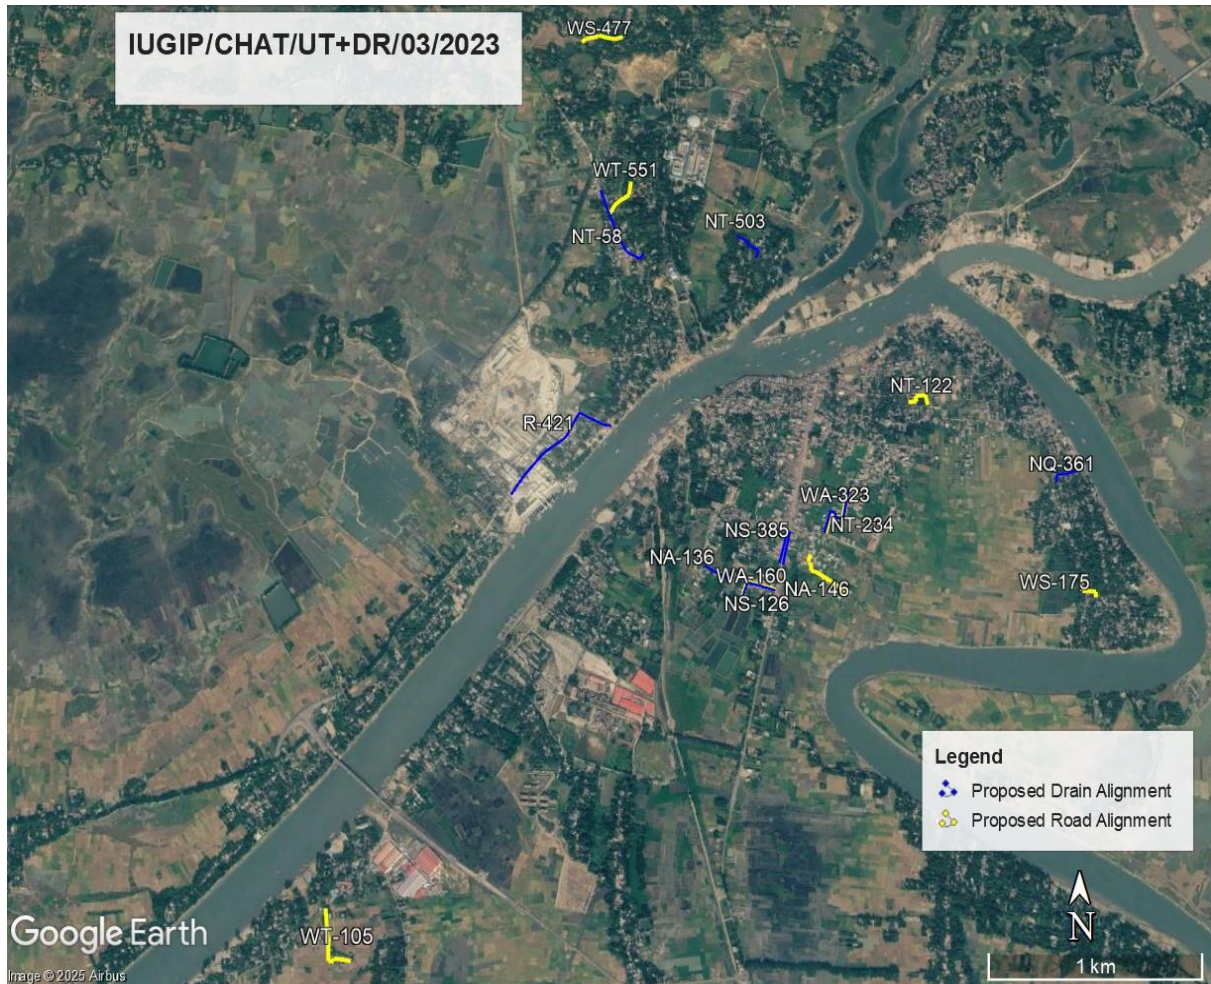 IUGIP/CHAT/UT+DR/03/2023
WS-477
WT-551
NT-503
NT-58
NT-122
R-421
NQ-361
WA-323
NT-234
NS-385
NA-136
WA-160
NA-146
NS-126
WS-175
Legend
Proposed Drain Alignment
Proposed Road Alignment
N
1 km
Google Earth
WT-105
Image © 2025 Airbus